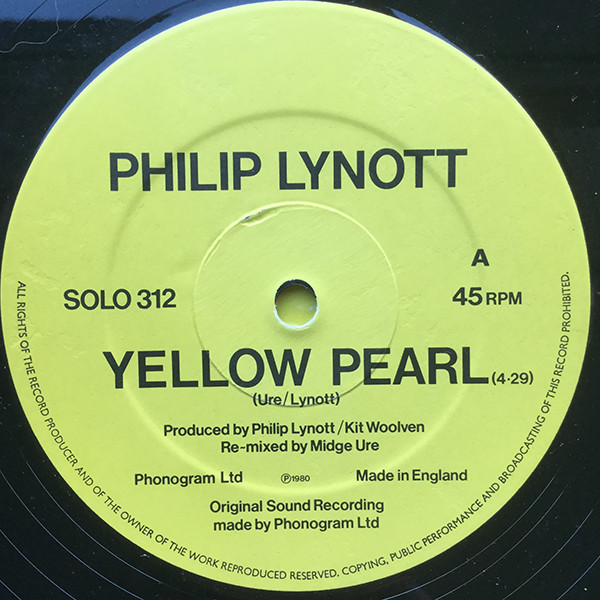 PHILIP LYNOTT
A
SOLO 312
45 RPM
YELLOW PEARL (4·29)
(Ure/Lynott)
Produced by Philip Lynott/Kit Woolven
Re-mixed by Midge Ure
Phonogram Ltd
Ⓟ1980
Made in England
Original Sound Recording
made by Phonogram Ltd
ALL RIGHTS OF THE RECORD PRODUCER AND OF THE OWNER OF THE WORK REPRODUCED RESERVED. COPYING, PUBLIC PERFORMANCE AND BROADCASTING OF THIS RECORD PROHIBITED.